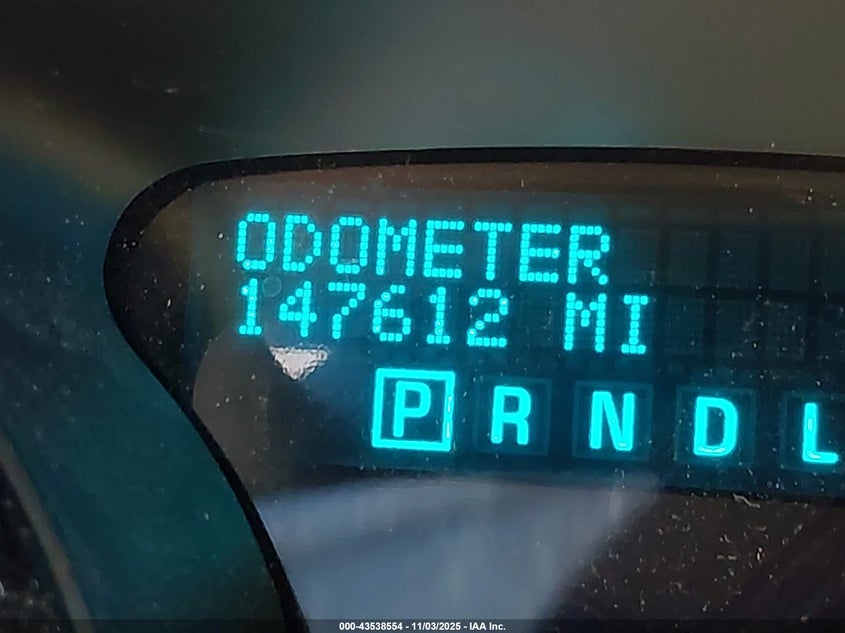 ODOMETER
147612 MI
P R N D L
000-43538554 - 11/03/2025 - IAA Inc.